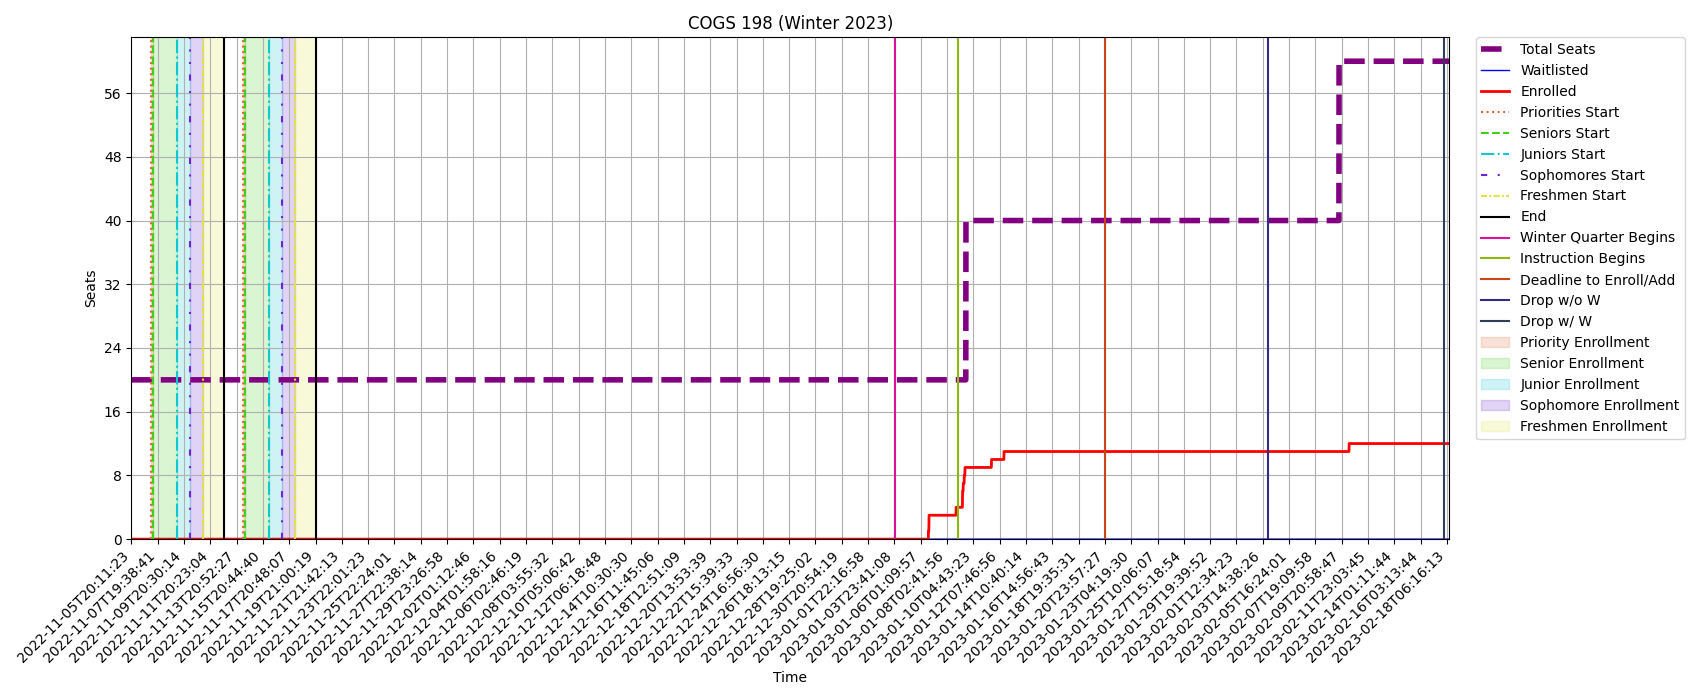 COGS 198 (Winter 2023)
Seats
56
48
40
32
24
16
8
0
2022-11-05T20:11:23
2022-11-07T19:38:41
2022-11-09T20:30:14
2022-11-11T20:23:04
2022-11-13T20:52:27
2022-11-15T20:44:40
2022-11-17T20:48:07
2022-11-19T21:00:19
2022-11-21T21:42:13
2022-11-23T22:01:23
2022-11-25T22:24:01
2022-11-27T22:38:14
2022-11-29T23:26:58
2022-12-02T01:12:46
2022-12-04T01:58:16
2022-12-06T02:46:19
2022-12-08T03:55:32
2022-12-10T05:06:42
2022-12-12T06:18:48
2022-12-14T10:30:30
2022-12-16T11:45:06
2022-12-18T12:51:09
2022-12-20T13:53:39
2022-12-22T15:39:33
2022-12-24T16:56:30
2022-12-26T18:13:15
2022-12-28T19:25:02
2022-12-30T20:54:19
2023-01-01T22:16:58
2023-01-03T23:41:08
2023-01-06T01:09:57
2023-01-08T02:41:56
2023-01-10T04:43:23
2023-01-12T07:46:56
2023-01-14T10:40:14
2023-01-16T14:56:43
2023-01-18T19:35:31
2023-01-20T23:57:27
2023-01-23T04:19:30
2023-01-25T10:06:07
2023-01-27T15:18:54
2023-01-29T19:39:52
2023-02-01T12:34:23
2023-02-03T14:38:26
2023-02-05T16:24:01
2023-02-07T19:09:58
2023-02-09T20:58:47
2023-02-11T23:03:45
2023-02-14T01:11:44
2023-02-16T03:13:44
2023-02-18T06:16:13
Time
Total Seats
Waitlisted
Enrolled
Priorities Start
Seniors Start
Juniors Start
Sophomores Start
Freshmen Start
End
Winter Quarter Begins
Instruction Begins
Deadline to Enroll/Add
Drop w/o W
Drop w/ W
Priority Enrollment
Senior Enrollment
Junior Enrollment
Sophomore Enrollment
Freshmen Enrollment